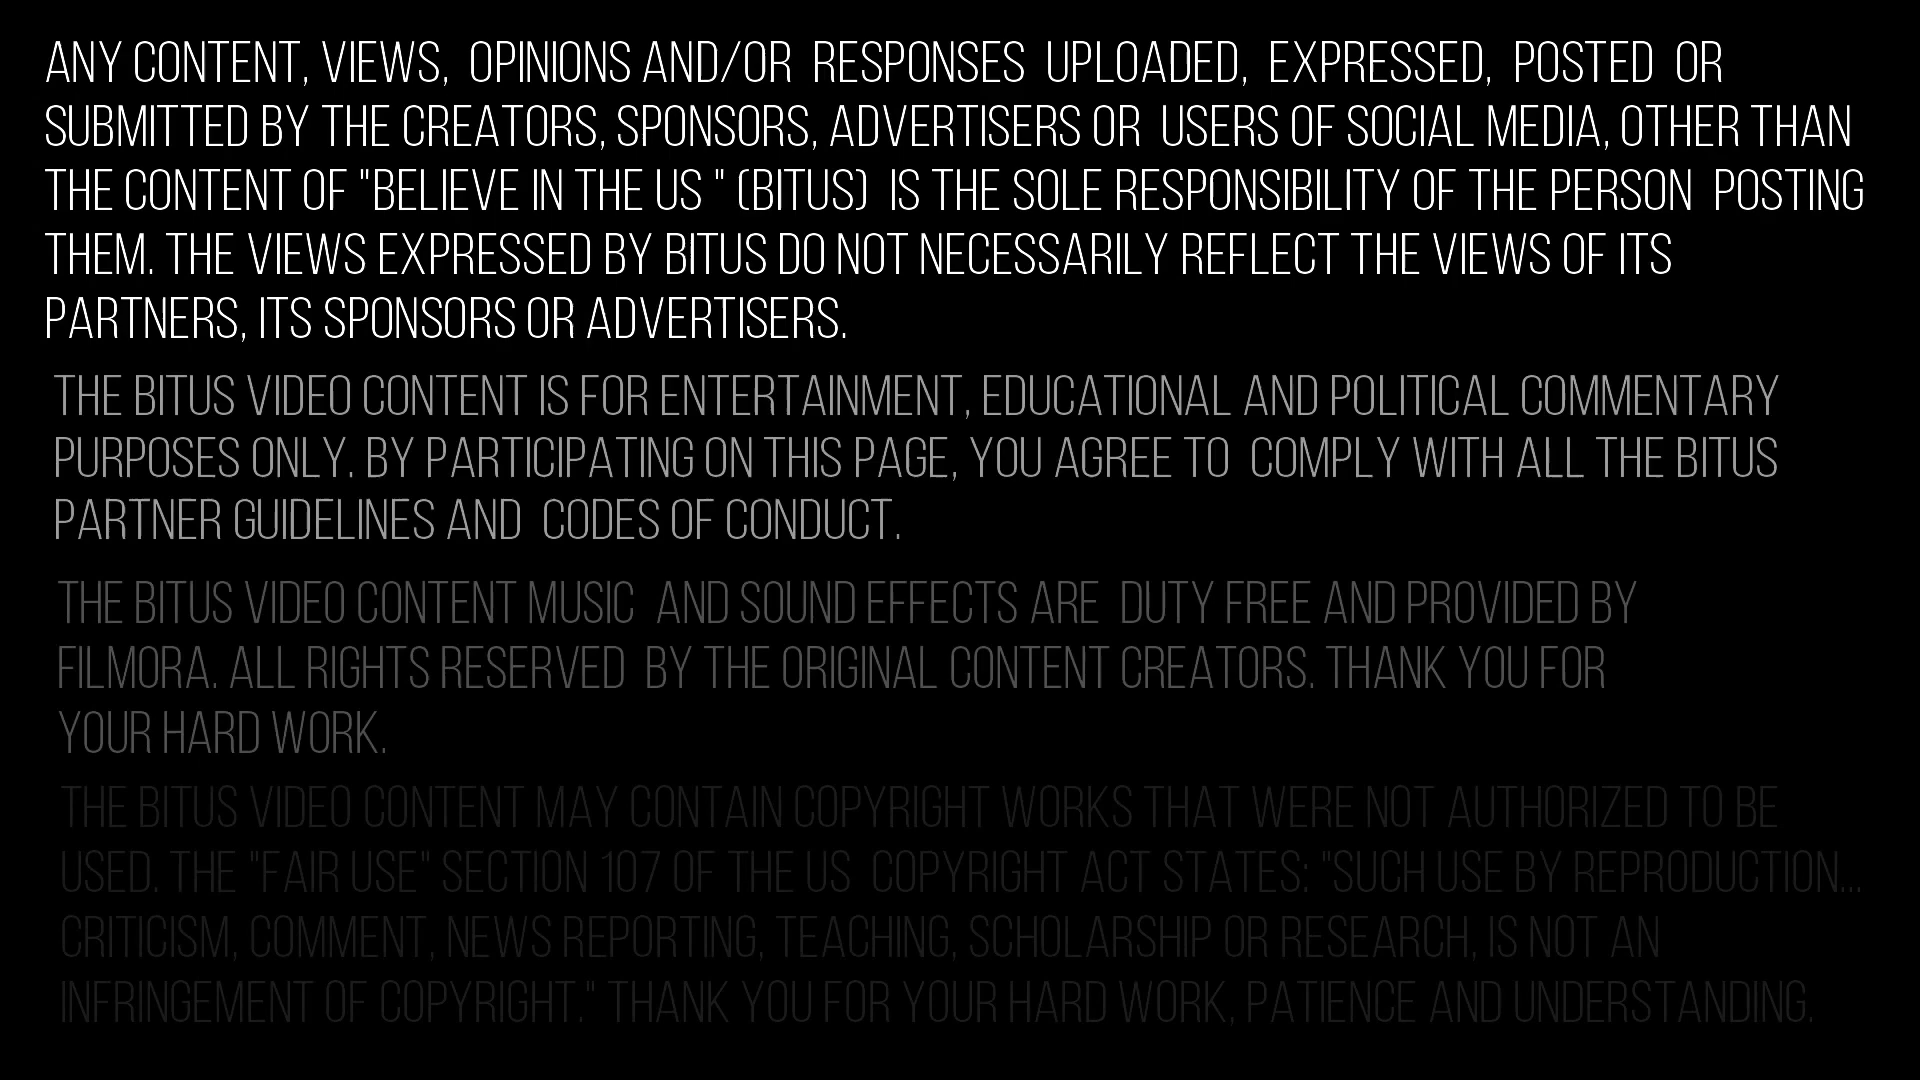 ANY CONTENT, VIEWS, OPINIONS AND/OR RESPONSES UPLOADED, EXPRESSED, POSTED OR
SUBMITTED BY THE CREATORS, SPONSORS, ADVERTISERS OR USERS OF SOCIAL MEDIA, OTHER THAN
THE CONTENT OF "BELIEVE IN THE US " (BITUS) IS THE SOLE RESPONSIBILITY OF THE PERSON POSTING
THEM. THE VIEWS EXPRESSED BY BITUS DO NOT NECESSARILY REFLECT THE VIEWS OF ITS
PARTNERS, ITS SPONSORS OR ADVERTISERS.
THE BITUS VIDEO CONTENT IS FOR ENTERTAINMENT, EDUCATIONAL AND POLITICAL COMMENTARY
PURPOSES ONLY. BY PARTICIPATING ON THIS PAGE, YOU AGREE TO COMPLY WITH ALL THE BITUS
PARTNER GUIDELINES AND CODES OF CONDUCT.
THE BITUS VIDEO CONTENT MUSIC AND SOUND EFFECTS ARE DUTY FREE AND PROVIDED BY
FILMORA. ALL RIGHTS RESERVED BY THE ORIGINAL CONTENT CREATORS. THANK YOU FOR
YOUR HARD WORK.
THE BITUS VIDEO CONTENT MAY CONTAIN COPYRIGHT WORKS THAT WERE NOT AUTHORIZED TO BE
USED. THE "FAIR USE" SECTION 107 OF THE US COPYRIGHT ACT STATES: "SUCH USE BY REPRODUCTION...
CRITICISM, COMMENT, NEWS REPORTING, TEACHING, SCHOLARSHIP OR RESEARCH, IS NOT AN
INFRINGEMENT OF COPYRIGHT." THANK YOU FOR YOUR HARD WORK, PATIENCE AND UNDERSTANDING.